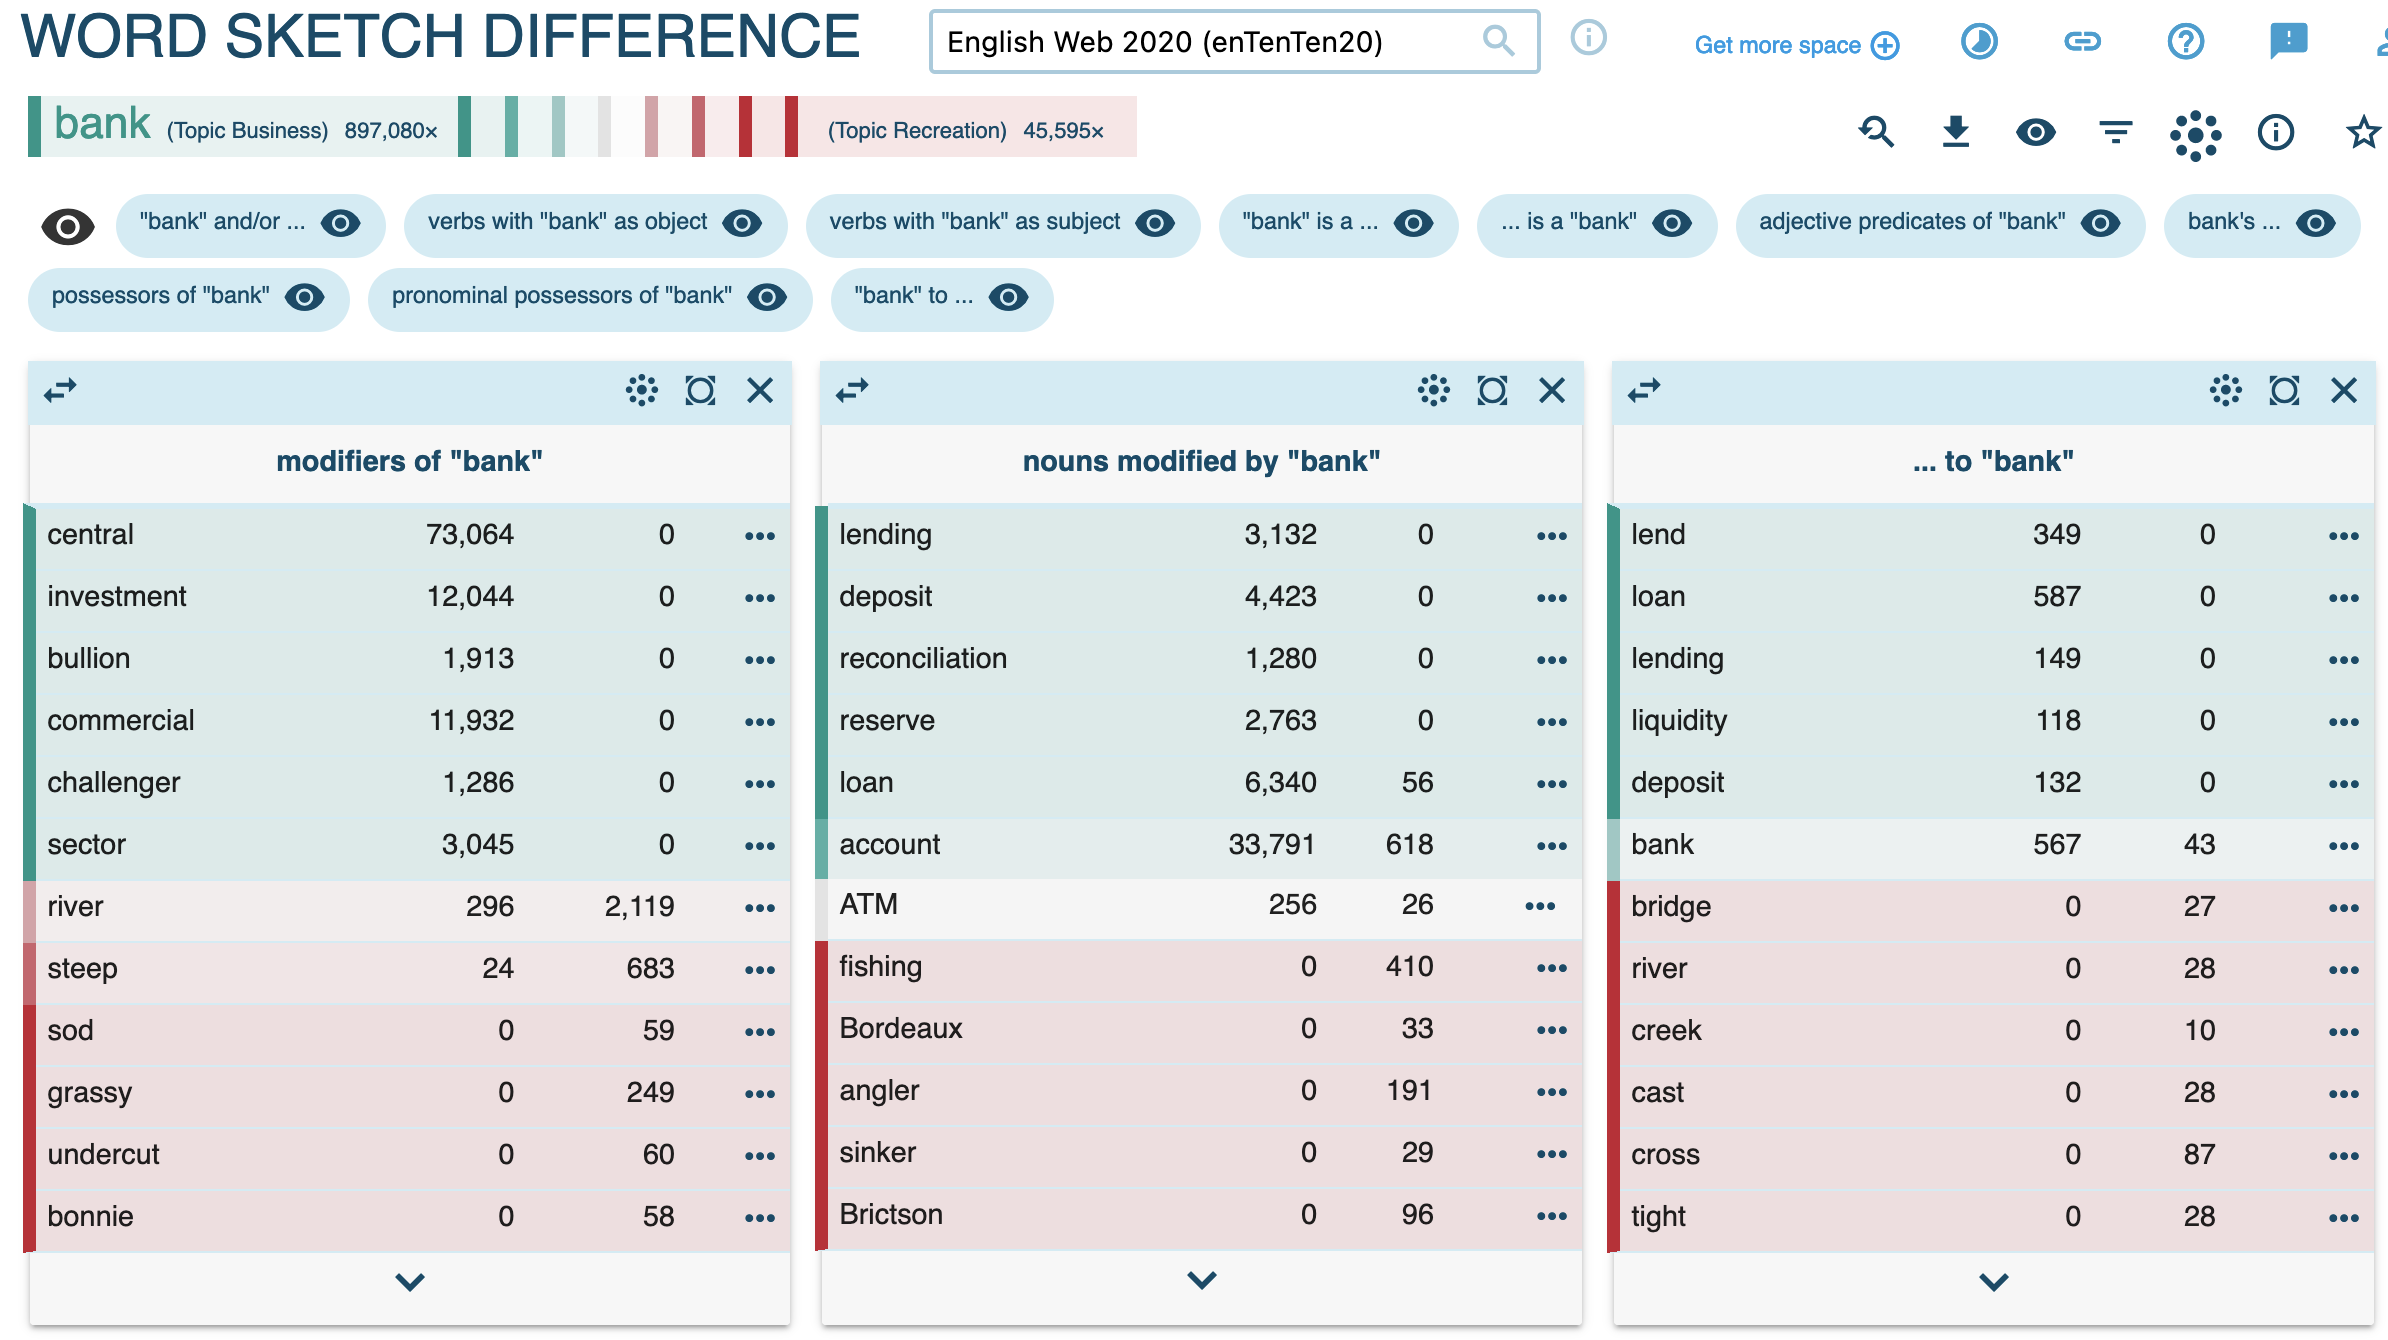 WORD SKETCH DIFFERENCE
English Web 2020 (enTenTen20)
Get more space
bank (Topic Business) 897,080×
(Topic Recreation) 45,595×
"bank" and/or ...
verbs with "bank" as object
verbs with "bank" as subject
"bank" is a ...
... is a "bank"
adjective predicates of "bank"
bank's ...
possessors of "bank"
pronominal possessors of "bank"
"bank" to ...
modifiers of "bank"
central 73,064 0
investment 12,044 0
bullion 1,913 0
commercial 11,932 0
challenger 1,286 0
sector 3,045 0
river 296 2,119
steep 24 683
sod 0 59
grassy 0 249
undercut 0 60
bonnie 0 58
nouns modified by "bank"
lending 3,132 0
deposit 4,423 0
reconciliation 1,280 0
reserve 2,763 0
loan 6,340 56
account 33,791 618
ATM 256 26
fishing 0 410
Bordeaux 0 33
angler 0 191
sinker 0 29
Brictson 0 96
... to "bank"
lend 349 0
loan 587 0
lending 149 0
liquidity 118 0
deposit 132 0
bank 567 43
bridge 0 27
river 0 28
creek 0 10
cast 0 28
cross 0 87
tight 0 28